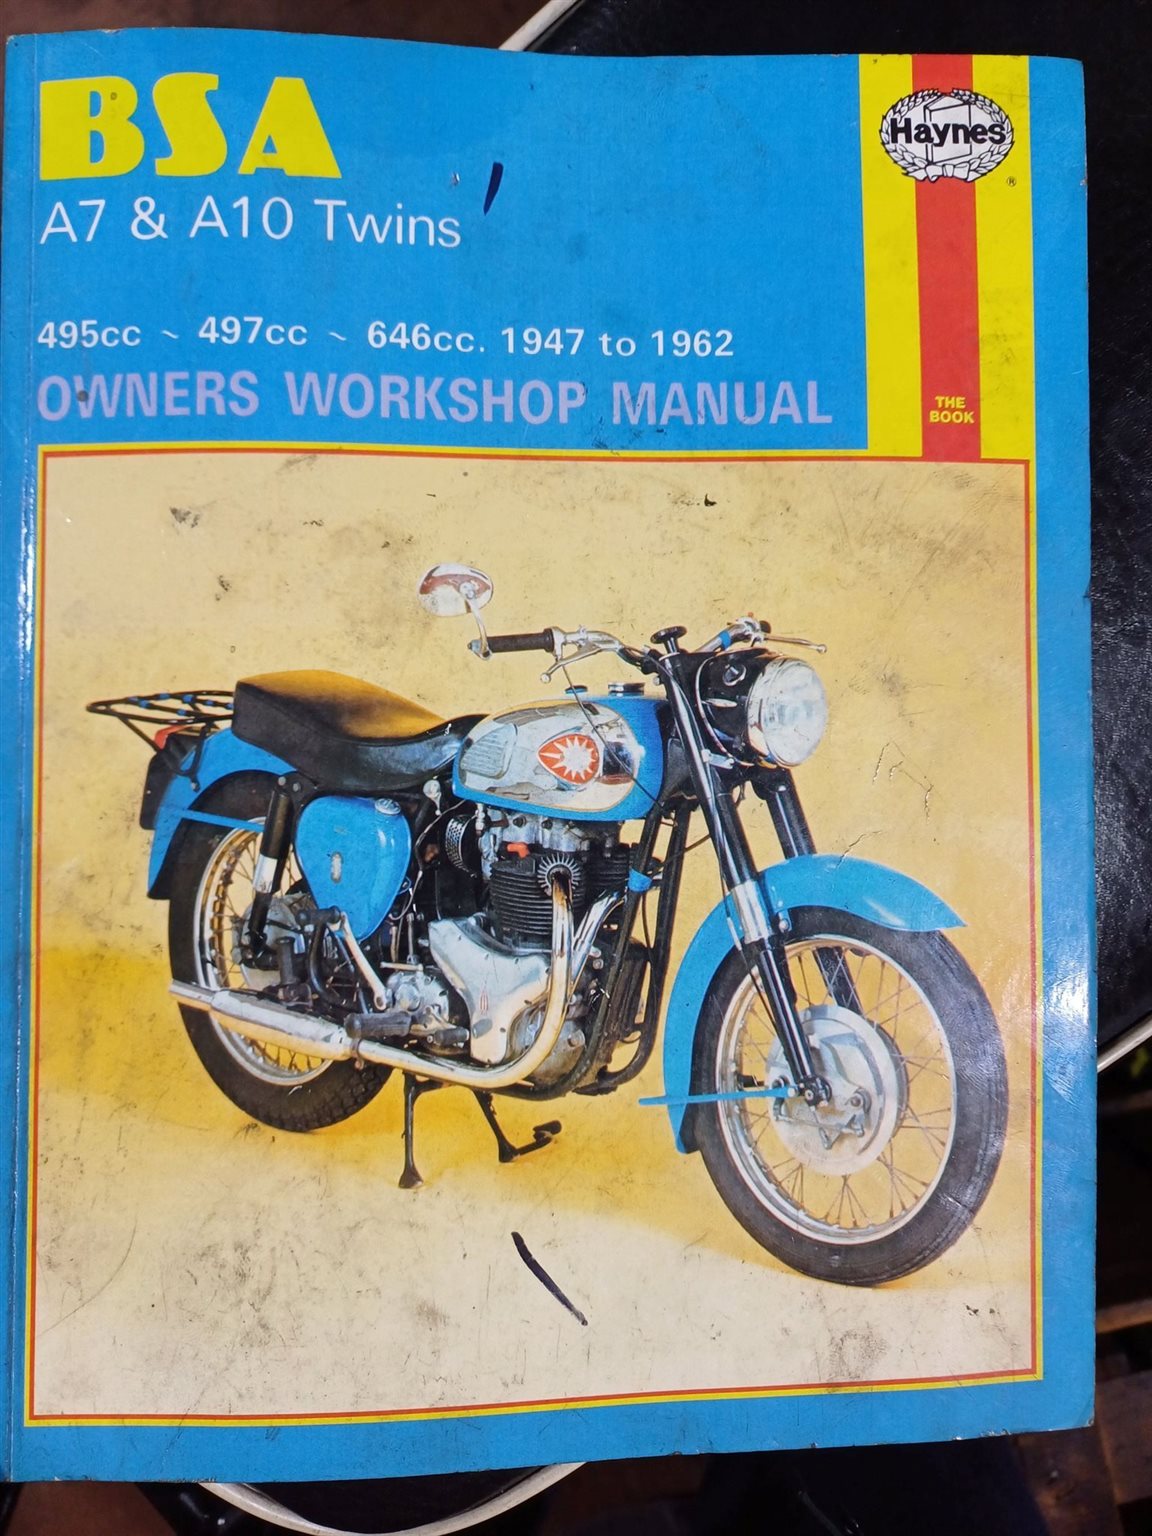 BSA
Haynes
®
A7 & A10 Twins
495cc ~ 497cc ~ 646cc. 1947 to 1962
OWNERS WORKSHOP MANUAL
THE
BOOK